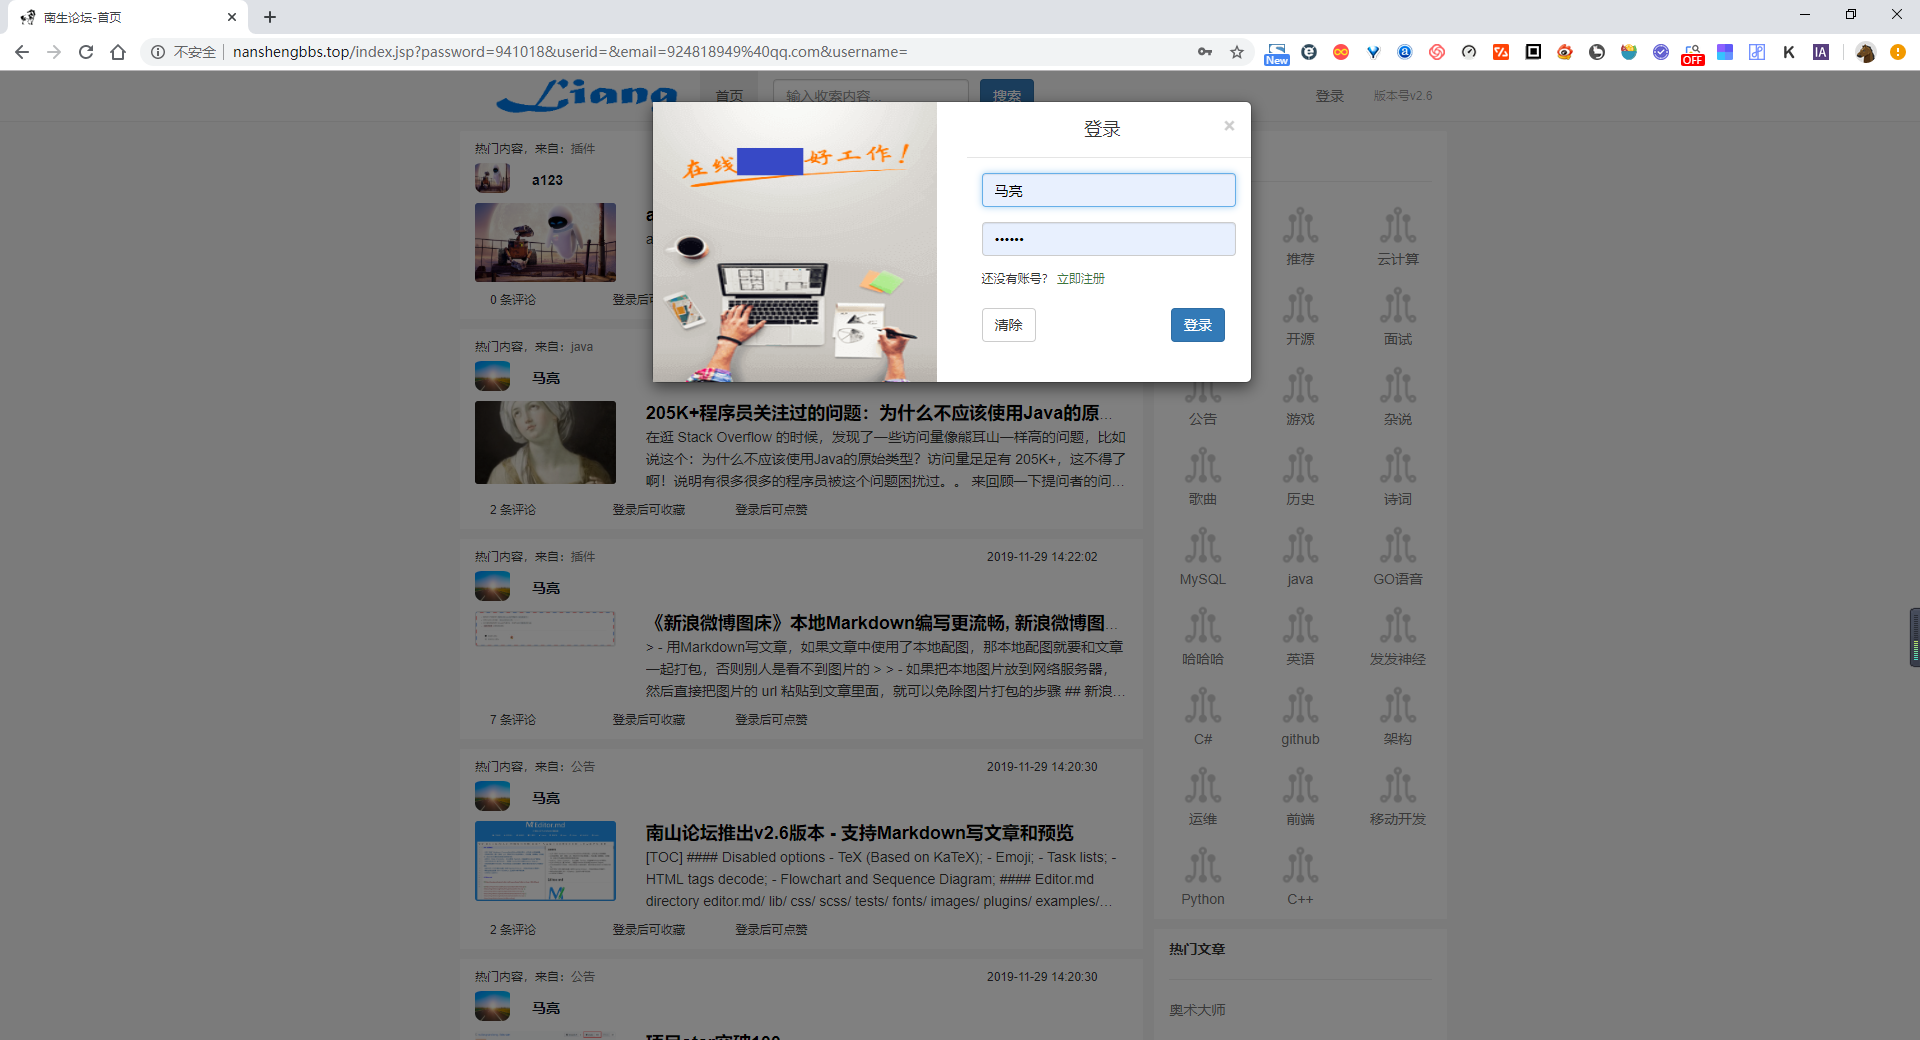 南生论坛-首页
不安全
nanshengbbs.top/index.jsp?password=941018&userid=&email=924818949%40qq.com&username=
New
OFF
K
IA
Liang
首页
输入收索内容...
搜索
登录
版本号v2.6
在线
好工作！
登录
×
马亮
••••••
还没有账号？ 立即注册
清除
登录
热门内容，来自：插件
a123
a
a
0 条评论
登录后可
热门内容，来自：java
马亮
205K+程序员关注过的问题：为什么不应该使用Java的原...
在逛 Stack Overflow 的时候，发现了一些访问量像熊耳山一样高的问题，比如
说这个：为什么不应该使用Java的原始类型？访问量足足有 205K+，这不得了
啊！说明有很多很多的程序员被这个问题困扰过。。 来回顾一下提问者的问...
2 条评论
登录后可收藏
登录后可点赞
热门内容，来自：插件
2019-11-29 14:22:02
马亮
《新浪微博图床》本地Markdown编写更流畅, 新浪微博图...
> - 用Markdown写文章，如果文章中使用了本地配图，那本地配图就要和文章
一起打包，否则别人是看不到图片的 > > - 如果把本地图片放到网络服务器，
然后直接把图片的 url 粘贴到文章里面，就可以免除图片打包的步骤 ## 新浪...
7 条评论
登录后可收藏
登录后可点赞
热门内容，来自：公告
2019-11-29 14:20:30
马亮
Editor.md
南山论坛推出v2.6版本 - 支持Markdown写文章和预览
[TOC] #### Disabled options - TeX (Based on KaTeX); - Emoji; - Task lists; -
HTML tags decode; - Flowchart and Sequence Diagram; #### Editor.md
directory editor.md/ lib/ css/ scss/ tests/ fonts/ images/ plugins/ examples/...
2 条评论
登录后可收藏
登录后可点赞
热门内容，来自：公告
2019-11-29 14:20:30
马亮
项目star突破100
推荐
云计算
开源
面试
公告
游戏
杂说
歌曲
历史
诗词
MySQL
java
GO语音
哈哈哈
英语
发发神经
C#
github
架构
运维
前端
移动开发
Python
C++
热门文章
奥术大师